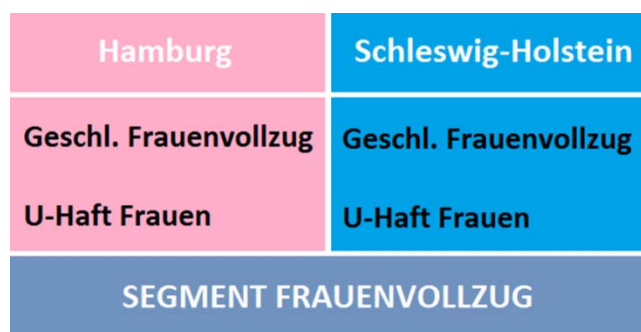 Hamburg
Schleswig-Holstein
Geschl. Frauenvollzug
U-Haft Frauen
Geschl. Frauenvollzug
U-Haft Frauen
SEGMENT FRAUENVOLLZUG